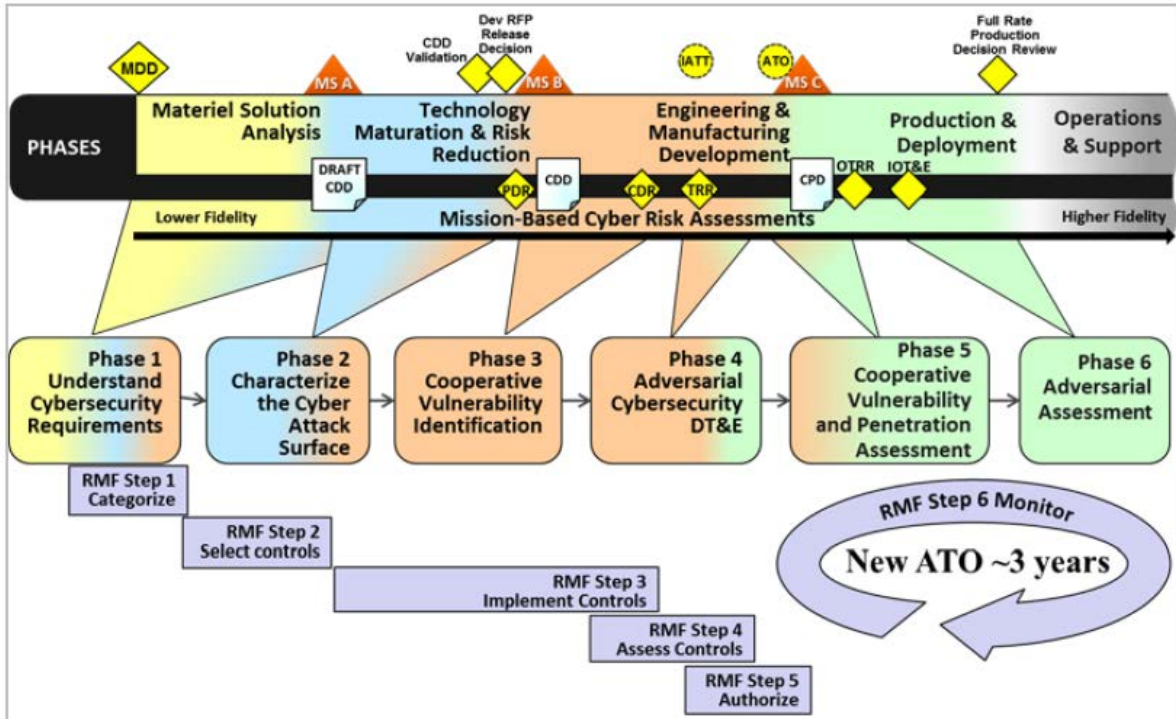 CDD
Validation
Dev RFP
Release
Decision
Full Rate
Production
Decision Review
MDD
MS A
MS B
IATT
ATO
MS C
PHASES
Materiel Solution
Analysis
Technology
Maturation & Risk
Reduction
Engineering &
Manufacturing
Development
Production &
Deployment
Operations
& Support
DRAFT
CDD
PDR
CDD
CDR
TRR
CPD
OTRR
IOT&E
Lower Fidelity
Mission-Based Cyber Risk Assessments
Higher Fidelity
Phase 1
Understand
Cybersecurity
Requirements
Phase 2
Characterize
the Cyber
Attack
Surface
Phase 3
Cooperative
Vulnerability
Identification
Phase 4
Adversarial
Cybersecurity
DT&E
Phase 5
Cooperative
Vulnerability
and Penetration
Assessment
Phase 6
Adversarial
Assessment
RMF Step 1
Categorize
RMF Step 2
Select controls
RMF Step 3
Implement Controls
RMF Step 4
Assess Controls
RMF Step 5
Authorize
RMF Step 6 Monitor
New ATO ~3 years